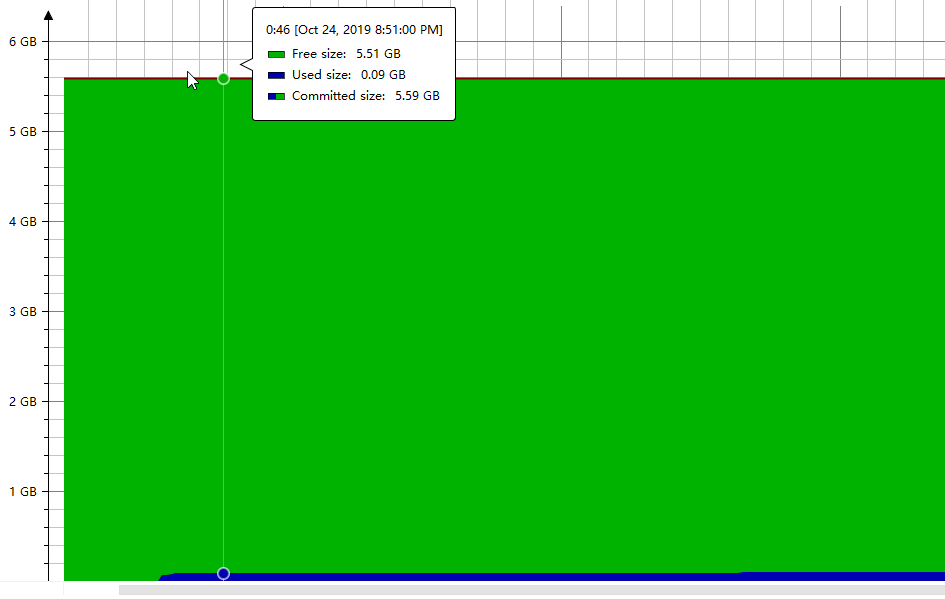 0:46 [Oct 24, 2019 8:51:00 PM]
Free size: 5.51 GB
Used size: 0.09 GB
Committed size: 5.59 GB
6 GB
5 GB
4 GB
3 GB
2 GB
1 GB